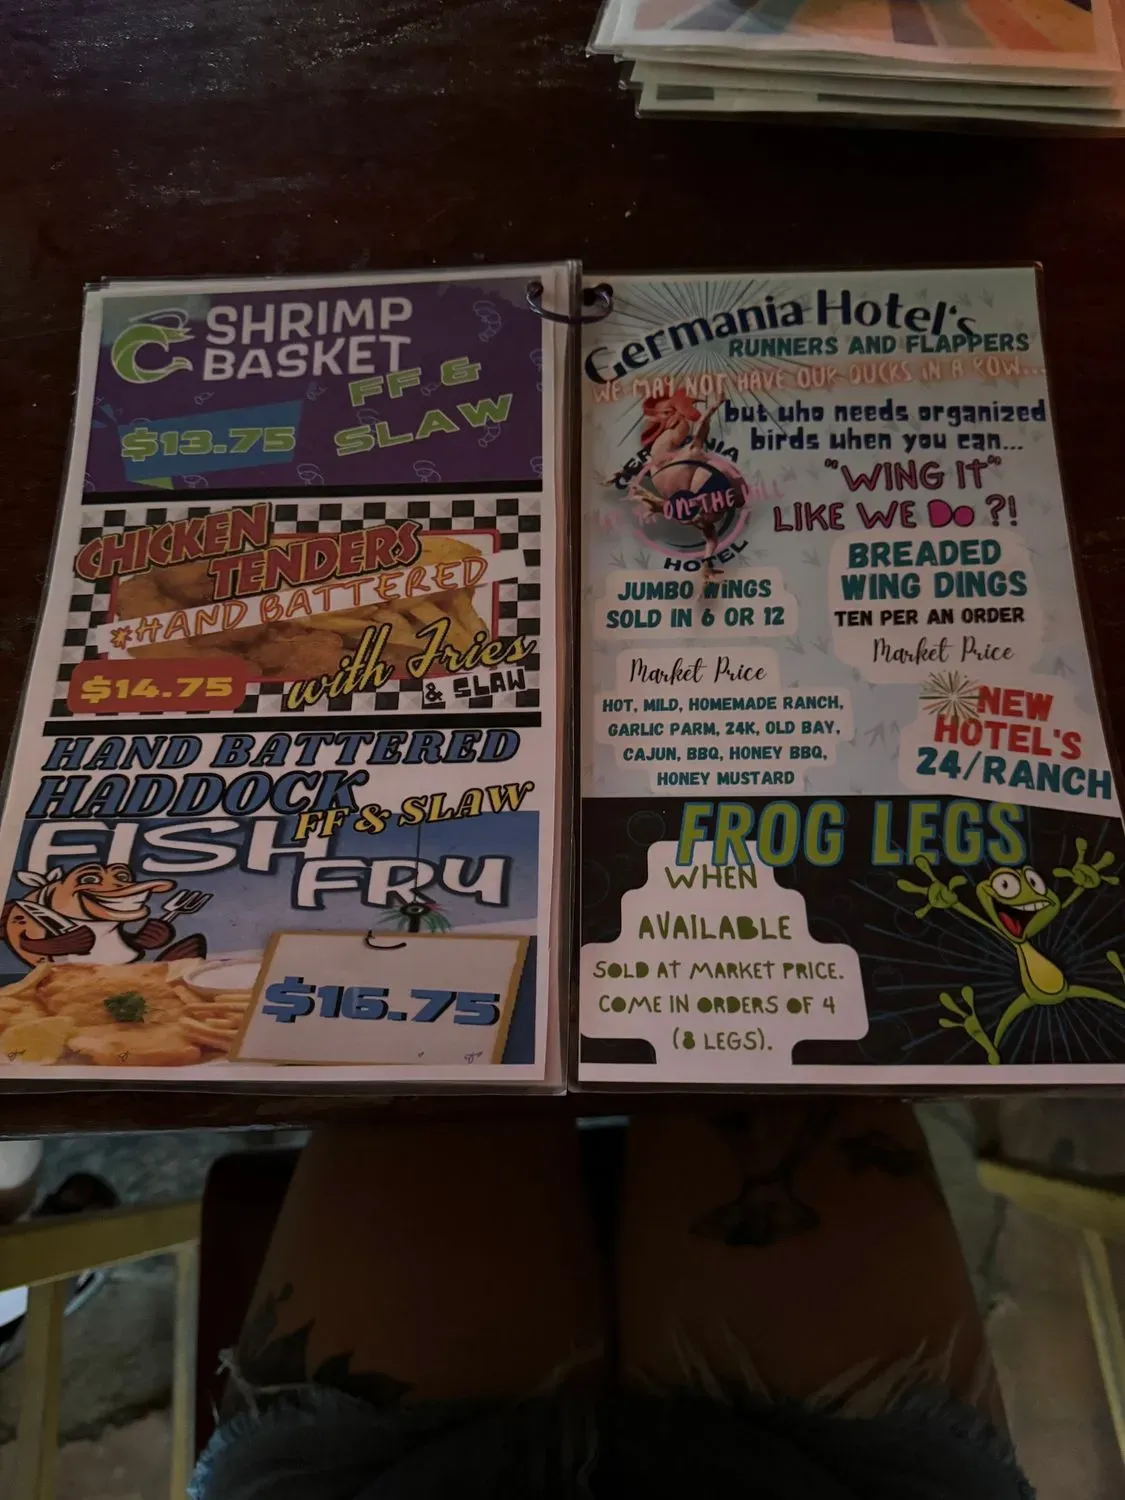 SHRIMP
BASKET
FF &
SLAW
$13.75
CHICKEN
TENDERS
*HAND BATTERED
with Fries
& SLAW
$14.75
HAND BATTERED
HADDOCK
FF & SLAW
FISH
FRY
$16.75
Germania Hotel's
RUNNERS AND FLAPPERS
WE MAY NOT HAVE OUR DUCKS IN A ROW...
but who needs organized
birds when you can...
"WING IT"
LIKE WE DO ?!
ON THE HILL
HOTEL
JUMBO WINGS
SOLD IN 6 OR 12
Market Price
HOT, MILD, HOMEMADE RANCH,
GARLIC PARM, 24K, OLD BAY,
CAJUN, BBQ, HONEY BBQ,
HONEY MUSTARD
BREADED
WING DINGS
TEN PER AN ORDER
Market Price
NEW
HOTEL'S
24/RANCH
FROG LEGS
WHEN
AVAILABLE
SOLD AT MARKET PRICE.
COME IN ORDERS OF 4
(8 LEGS).